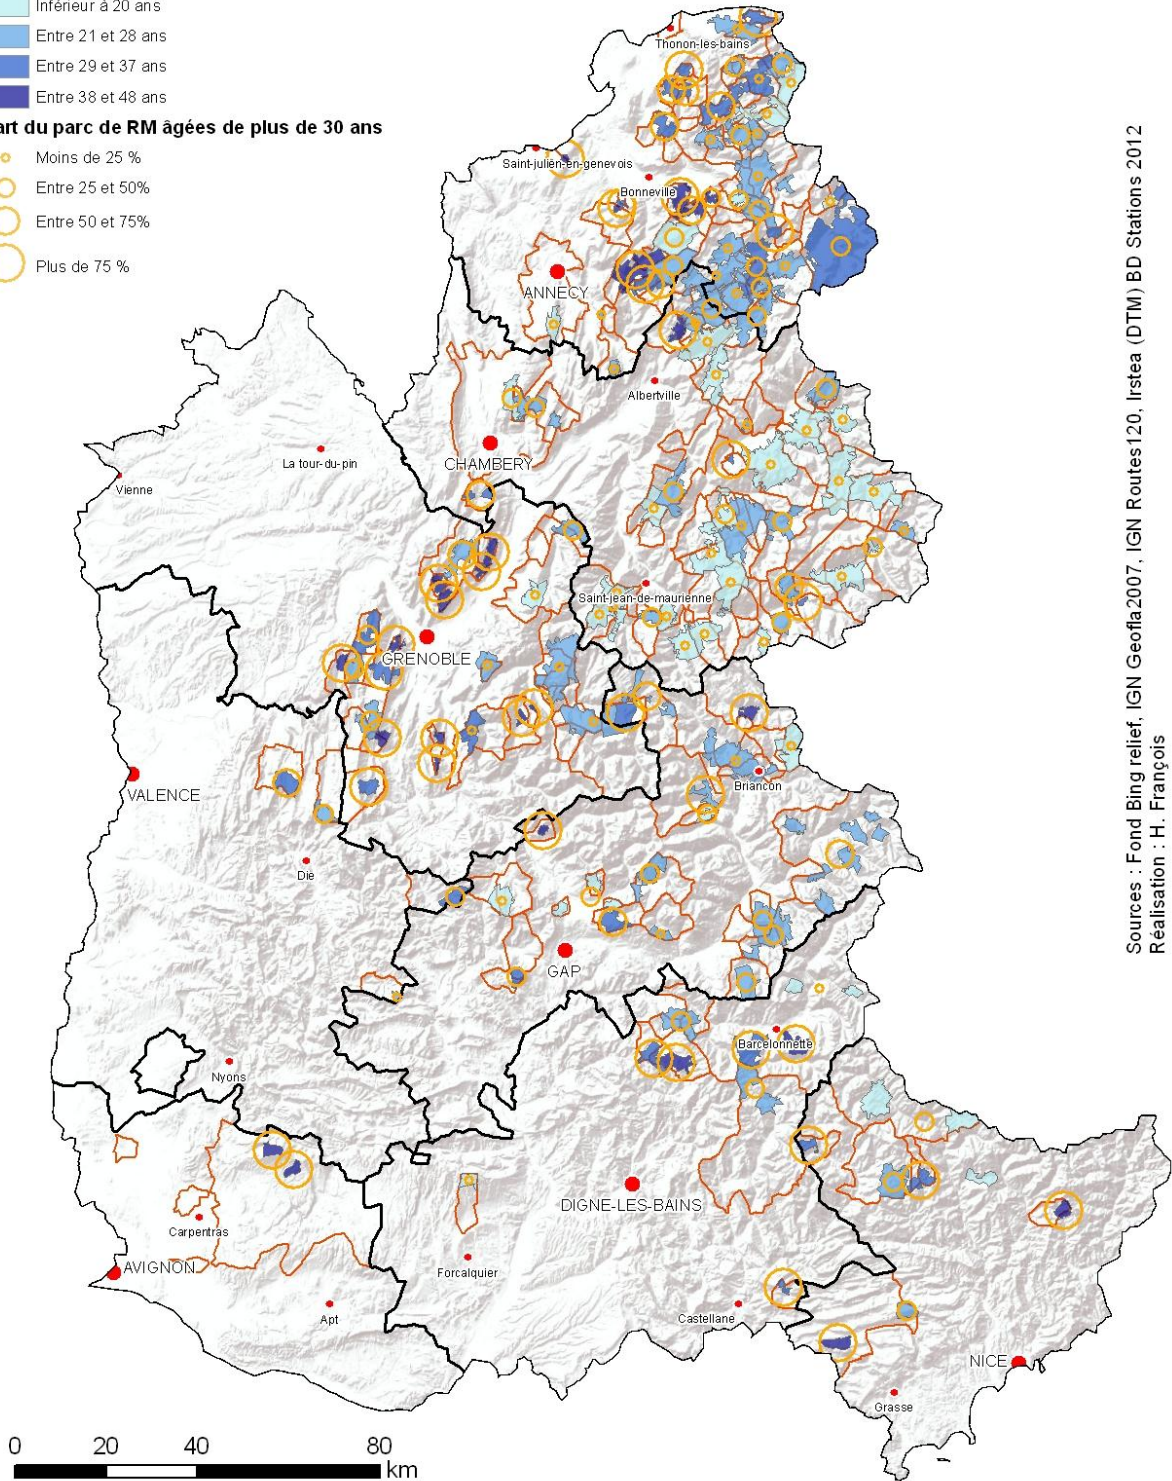 Inférieur à 20 ans
Entre 21 et 28 ans
Entre 29 et 37 ans
Entre 38 et 48 ans
art du parc de RM âgées de plus de 30 ans
Moins de 25 %
Entre 25 et 50%
Entre 50 et 75%
Plus de 75 %
Thonon-les-bains
Saint-julien-en-genevois
Bonneville
ANNECY
Albertville
CHAMBERY
La tour-du-pin
Vienne
Saint-jean-de-maurienne
GRENOBLE
VALENCE
Briancon
Die
GAP
Barcelonnette
Nyons
DIGNE-LES-BAINS
Carpentras
AVIGNON
Forcalquier
Apt
Castellane
NICE
Grasse
0 20 40 80
km
Sources : Fond Bing relief, IGN Geofla2007, IGN Routes120, Irstea (DTM) BD Stations 2012
Réalisation : H. François